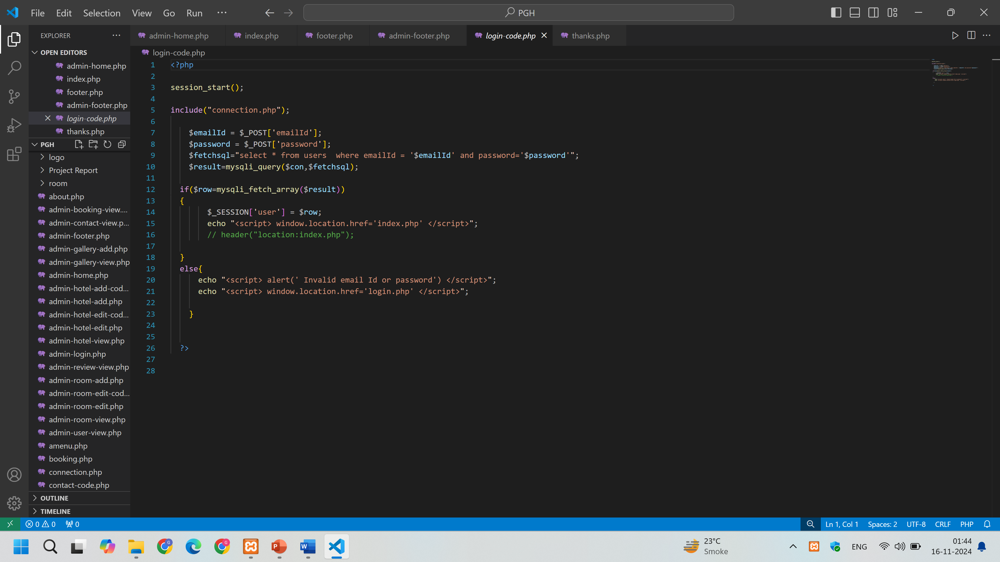 File Edit Selection View Go Run ··· PGH
EXPLORER ···
OPEN EDITORS
admin-home.php
index.php
footer.php
admin-footer.php
login-code.php
thanks.php
PGH
logo
Project Report
room
about.php
admin-booking-view....
admin-contact-view.p...
admin-footer.php
admin-gallery-add.php
admin-gallery-view.php
admin-home.php
admin-hotel-add-cod...
admin-hotel-add.php
admin-hotel-edit-cod...
admin-hotel-edit.php
admin-hotel-view.php
admin-login.php
admin-review-view.php
admin-room-add.php
admin-room-edit-cod...
admin-room-edit.php
admin-room-view.php
admin-user-view.php
amenu.php
booking.php
connection.php
contact-code.php
OUTLINE
TIMELINE
admin-home.php index.php footer.php admin-footer.php login-code.php thanks.php
login-code.php
1 <?php
2
3 session_start();
4
5 include("connection.php");
6
7 $emailId = $_POST['emailId'];
8 $password = $_POST['password'];
9 $fetchsql="select * from users  where emailId = '$emailId' and password='$password'";
10 $result=mysqli_query($con,$fetchsql);
11
12 if($row=mysqli_fetch_array($result))
13 {
14 $_SESSION['user'] = $row;
15 echo "<script> window.location.href='index.php' </script>";
16 // header("location:index.php");
17
18 }
19 else{
20 echo "<script> alert(' Invalid email Id or password') </script>";
21 echo "<script> window.location.href='login.php' </script>";
22
23 }
24
25
26 ?>
27
28
0 0 0 Ln 1, Col 1 Spaces: 2 UTF-8 CRLF PHP
23°C
Smoke
ENG
01:44
16-11-2024